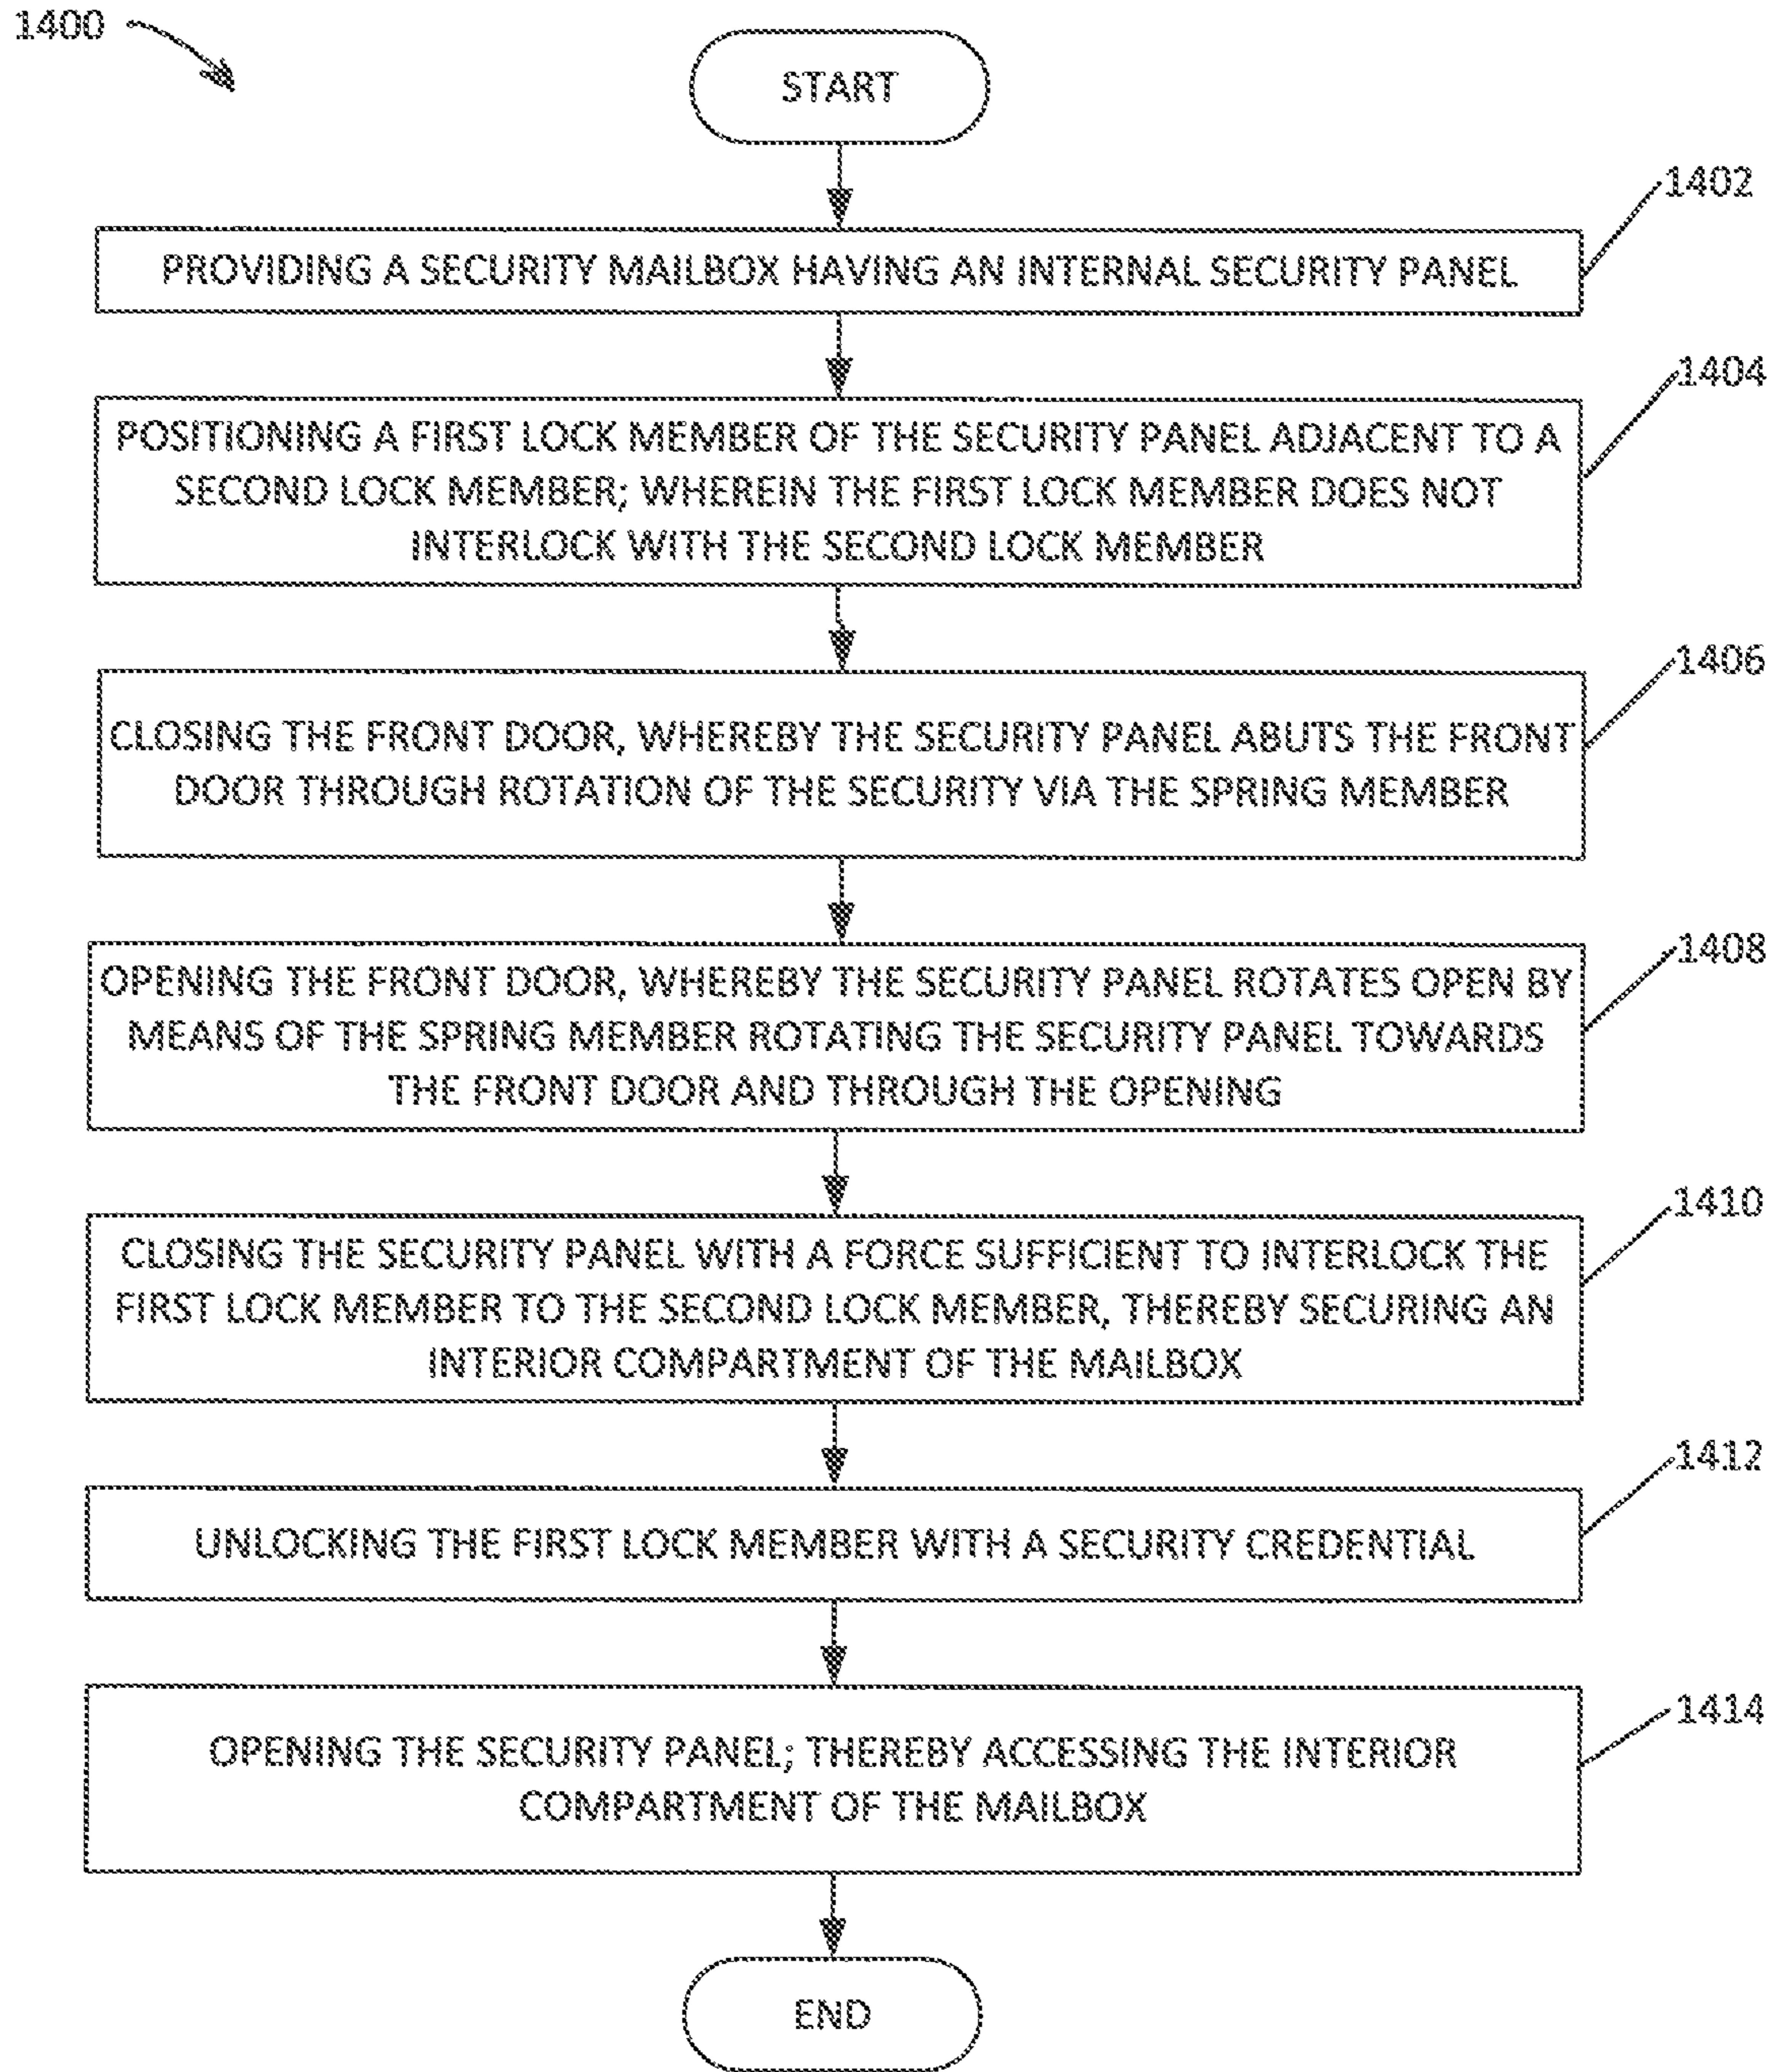 1400
START
1402
PROVIDING A SECURITY MAILBOX HAVING AN INTERNAL SECURITY PANEL
1404
POSITIONING A FIRST LOCK MEMBER OF THE SECURITY PANEL ADJACENT TO A
SECOND LOCK MEMBER; WHEREIN THE FIRST LOCK MEMBER DOES NOT
INTERLOCK WITH THE SECOND LOCK MEMBER
1406
CLOSING THE FRONT DOOR, WHEREBY THE SECURITY PANEL ABUTS THE FRONT
DOOR THROUGH ROTATION OF THE SECURITY VIA THE SPRING MEMBER
1408
OPENING THE FRONT DOOR, WHEREBY THE SECURITY PANEL ROTATES OPEN BY
MEANS OF THE SPRING MEMBER ROTATING THE SECURITY PANEL TOWARDS
THE FRONT DOOR AND THROUGH THE OPENING
1410
CLOSING THE SECURITY PANEL WITH A FORCE SUFFICIENT TO INTERLOCK THE
FIRST LOCK MEMBER TO THE SECOND LOCK MEMBER, THEREBY SECURING AN
INTERIOR COMPARTMENT OF THE MAILBOX
1412
UNLOCKING THE FIRST LOCK MEMBER WITH A SECURITY CREDENTIAL
1414
OPENING THE SECURITY PANEL; THEREBY ACCESSING THE INTERIOR
COMPARTMENT OF THE MAILBOX
END